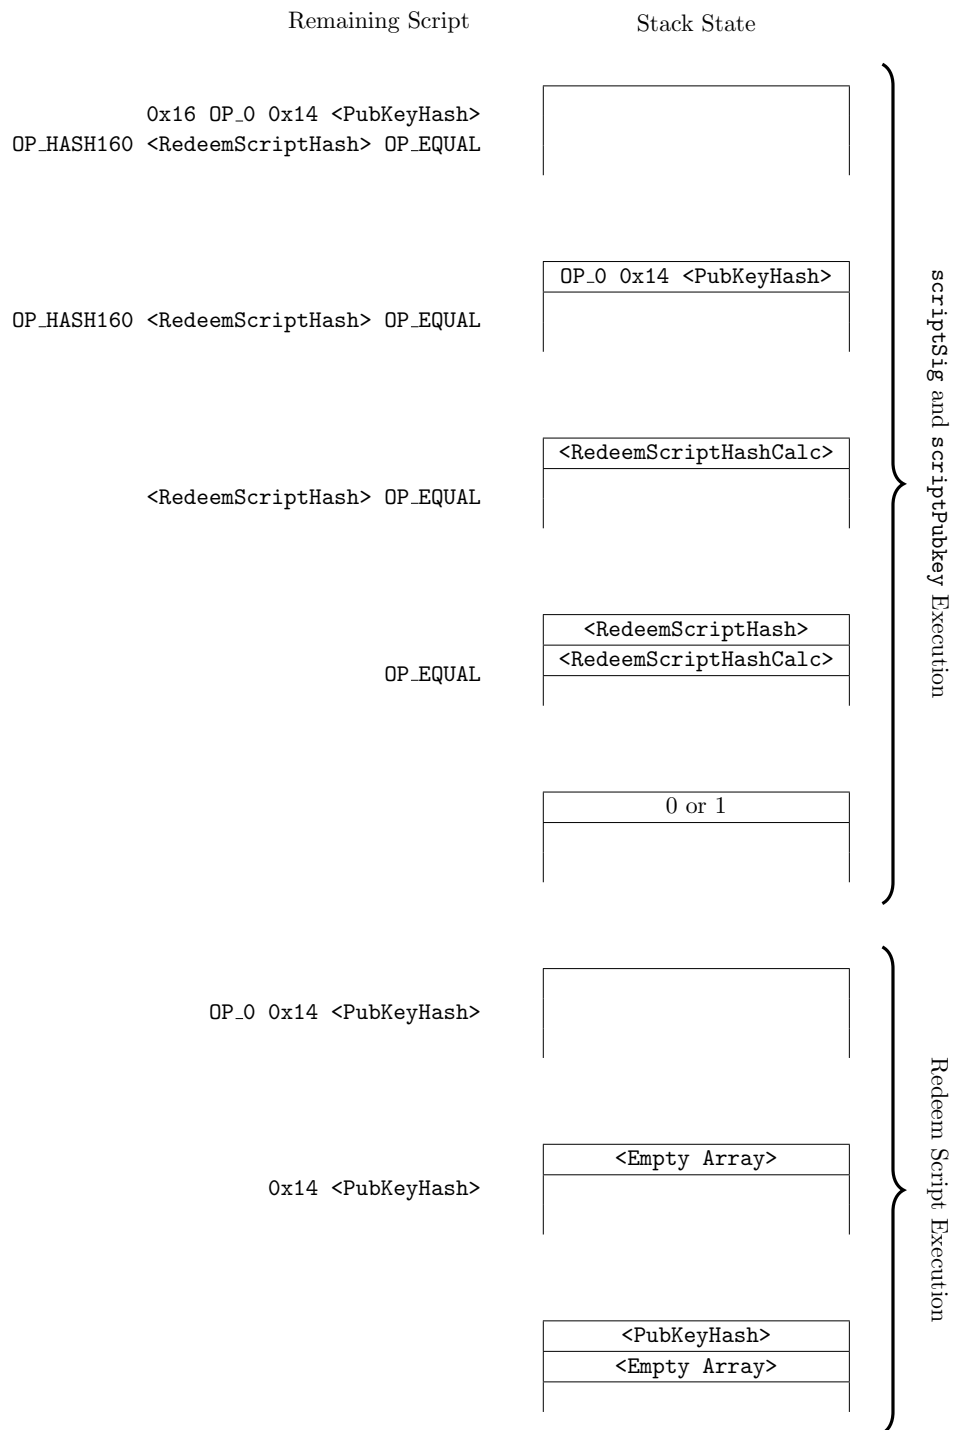 Remaining Script Stack State
0x16 OP_0 0x14 <PubKeyHash>
OP_HASH160 <RedeemScriptHash> OP_EQUAL
OP_0 0x14 <PubKeyHash>
OP_HASH160 <RedeemScriptHash> OP_EQUAL
<RedeemScriptHashCalc>
<RedeemScriptHash> OP_EQUAL
<RedeemScriptHash>
<RedeemScriptHashCalc>
OP_EQUAL
0 or 1
scriptSig and scriptPubkey Execution
OP_0 0x14 <PubKeyHash>
<Empty Array>
0x14 <PubKeyHash>
<PubKeyHash>
<Empty Array>
Redeem Script Execution